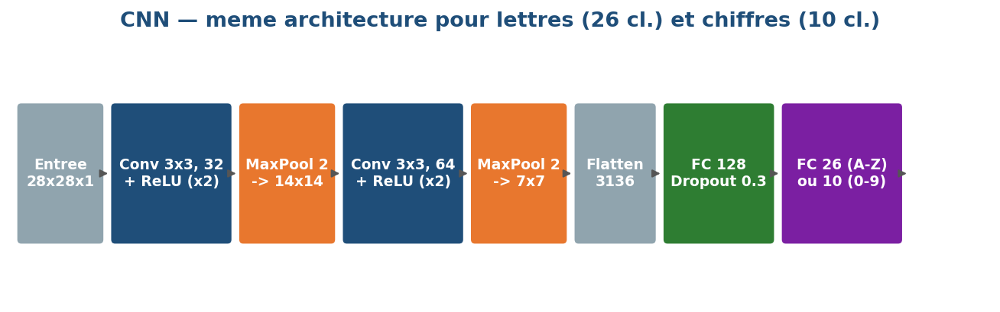 CNN — meme architecture pour lettres (26 cl.) et chiffres (10 cl.)
Entree
28x28x1
Conv 3x3, 32
+ ReLU (x2)
MaxPool 2
-> 14x14
Conv 3x3, 64
+ ReLU (x2)
MaxPool 2
-> 7x7
Flatten
3136
FC 128
Dropout 0.3
FC 26 (A-Z)
ou 10 (0-9)